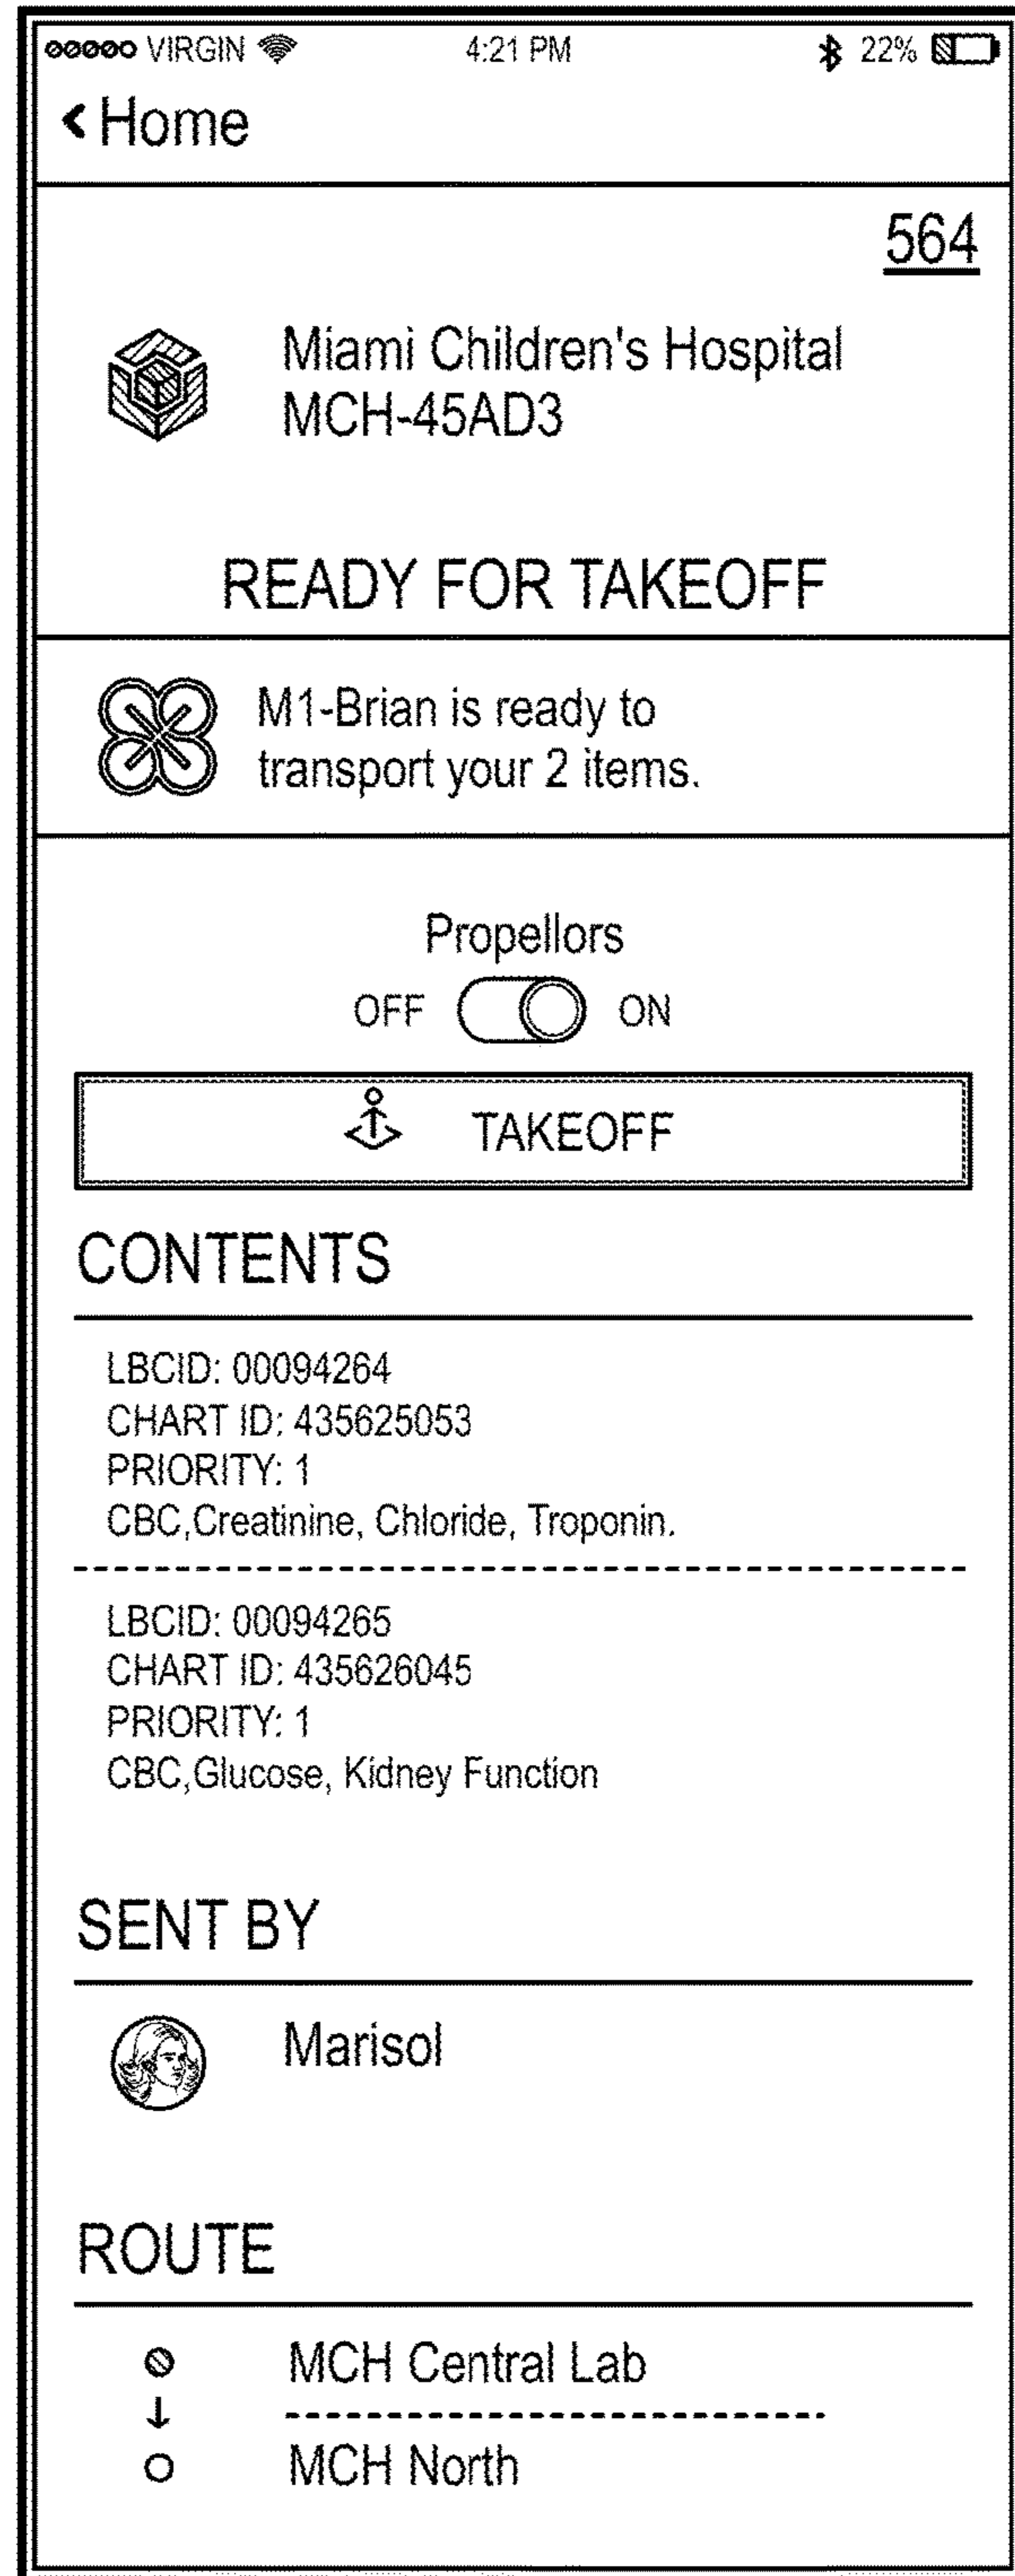 VIRGIN 4:21 PM 22%
< Home
564
Miami Children's Hospital
MCH-45AD3
READY FOR TAKEOFF
M1-Brian is ready to
transport your 2 items.
Propellors
OFF ON
TAKEOFF
CONTENTS
LBCID: 00094264
CHART ID: 435625053
PRIORITY: 1
CBC,Creatinine, Chloride, Troponin.
LBCID: 00094265
CHART ID: 435626045
PRIORITY: 1
CBC,Glucose, Kidney Function
SENT BY
Marisol
ROUTE
MCH Central Lab
MCH North